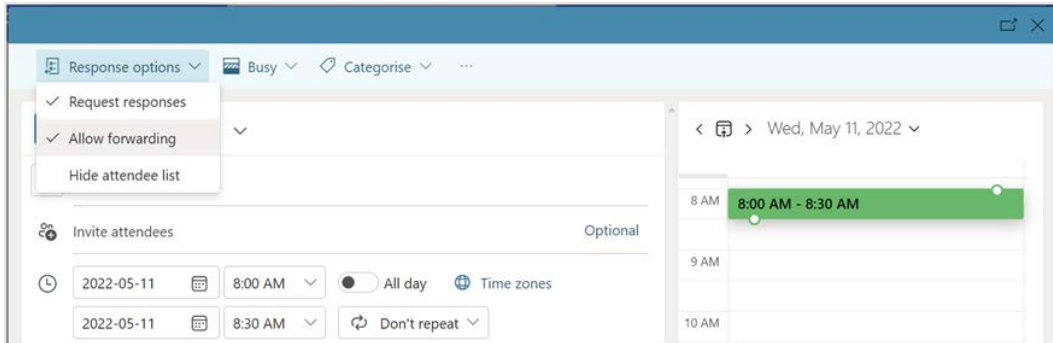 Response options Busy Categorise ...
Request responses
Allow forwarding
Hide attendee list
Invite attendees Optional
2022-05-11 8:00 AM All day Time zones
2022-05-11 8:30 AM Don't repeat
Wed, May 11, 2022
8 AM 8:00 AM - 8:30 AM
9 AM
10 AM